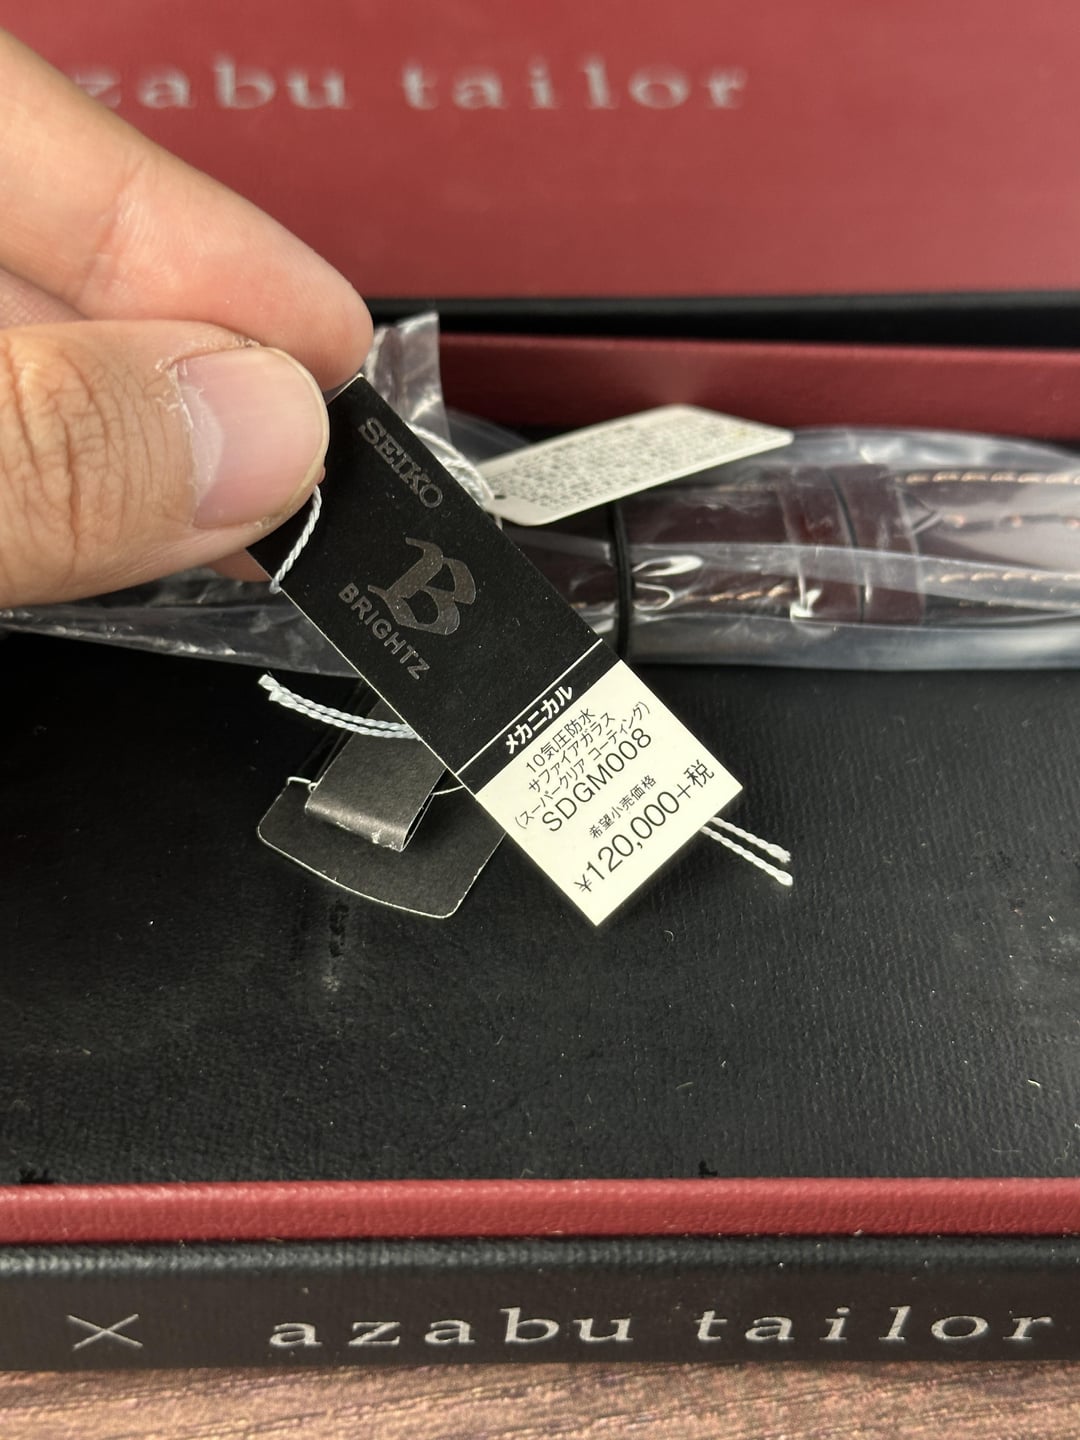 azabu tailor
SEIKO
B
BRIGHTZ
メカニカル
10気圧防水
サファイアガラス
(スーパークリア コーティング)
SDGM008
希望小売価格
¥120,000+税
× azabu tailor